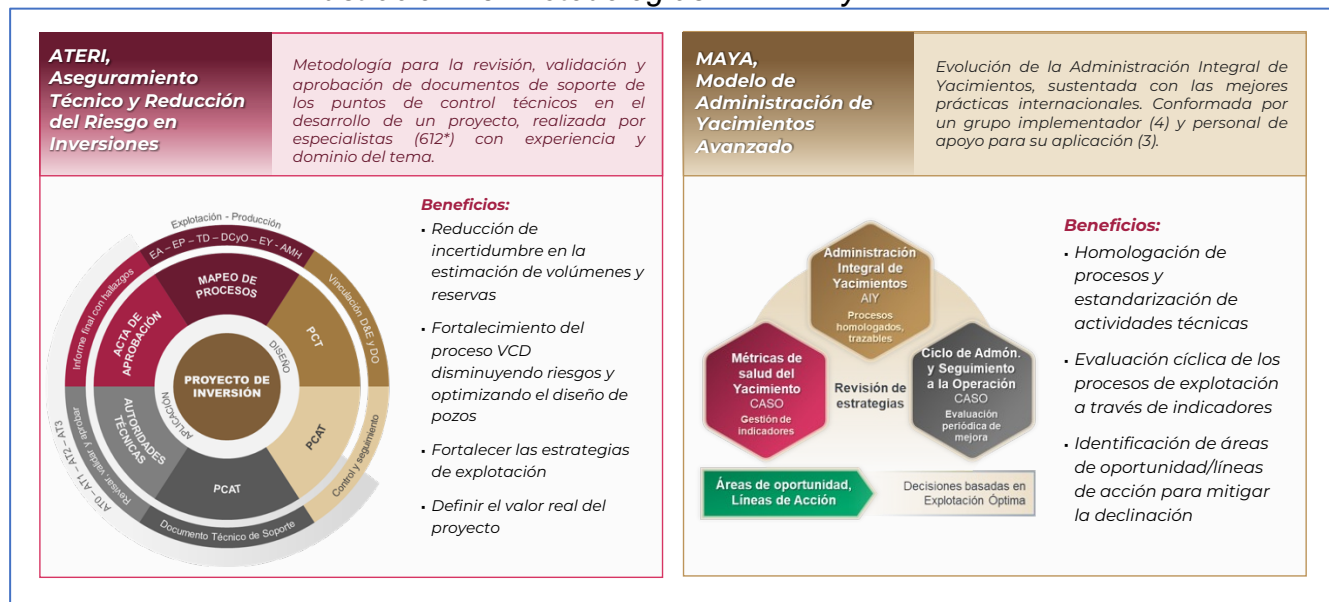 ATERI,
Aseguramiento
Técnico y Reducción
del Riesgo en
Inversiones
Metodología para la revisión, validación y
aprobación de documentos de soporte de
los puntos de control técnicos en el
desarrollo de un proyecto, realizada por
especialistas (612*) con experiencia y
dominio del tema.
Explotación - Producción
EA – EP – TD – DCyO – EY - AMH
Vinculación D&E y DO
Control y seguimiento
Documento Técnico de Soporte
Revisar, validar y aprobar
AT0 – AT1 – AT2 – AT3
Informe final con hallazgos
MAPEO DE
PROCESOS
PCT
PCAT
PCAT
AUTORIDADES
TÉCNICAS
ACTA DE
APROBACIÓN
DISEÑO
APLICACIÓN
PROYECTO DE
INVERSIÓN
Beneficios:
• Reducción de
incertidumbre en la
estimación de volúmenes y
reservas
• Fortalecimiento del
proceso VCD
disminuyendo riesgos y
optimizando el diseño de
pozos
• Fortalecer las estrategias
de explotación
• Definir el valor real del
proyecto
MAYA,
Modelo de
Administración de
Yacimientos
Avanzado
Evolución de la Administración Integral de
Yacimientos, sustentada con las mejores
prácticas internacionales. Conformada por
un grupo implementador (4) y personal de
apoyo para su aplicación (3).
Administración
Integral de
Yacimientos
AIY
Procesos
homologados,
trazables
Métricas de
salud del
Yacimiento
CASO
Gestión de
indicadores
Revisión de
estrategias
Ciclo de Admón.
y Seguimiento
a la Operación
CASO
Evaluación
periódica de
mejora
Áreas de oportunidad,
Líneas de Acción
Decisiones basadas en
Explotación Óptima
Beneficios:
• Homologación de
procesos y
estandarización de
actividades técnicas
• Evaluación cíclica de los
procesos de explotación
a través de indicadores
• Identificación de áreas
de oportunidad/líneas
de acción para mitigar
la declinación